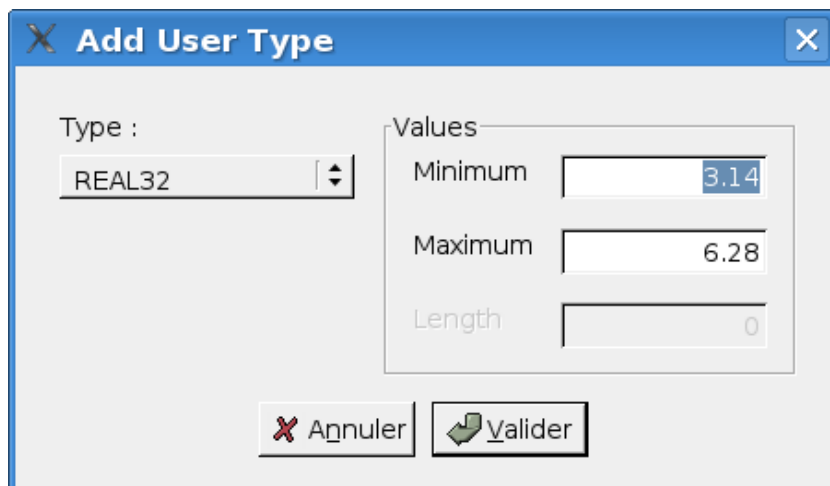 Add User Type
Type :
REAL32
Values
Minimum 3.14
Maximum 6.28
Length 0
Annuler Valider